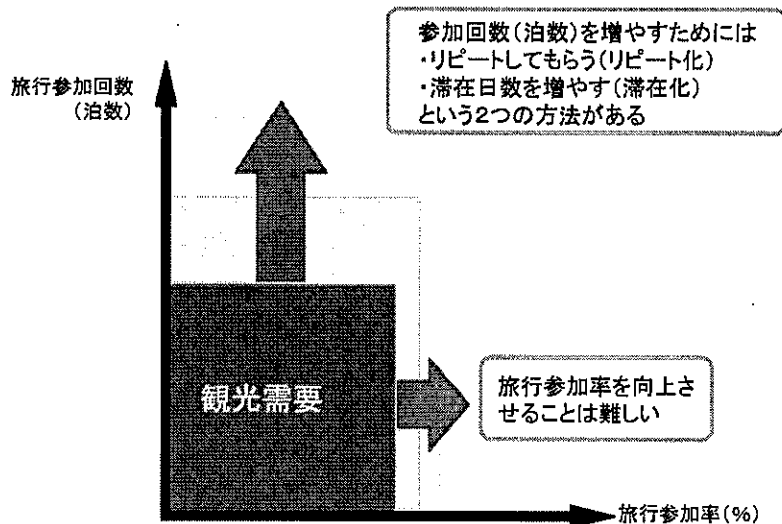 参加回数(泊数)を増やすためには
・リピートしてもらう(リピート化)
・滞在日数を増やす(滞在化)
という2つの方法がある
旅行参加回数
(泊数)
観光需要
旅行参加率を向上さ
せることは難しい
旅行参加率(%)